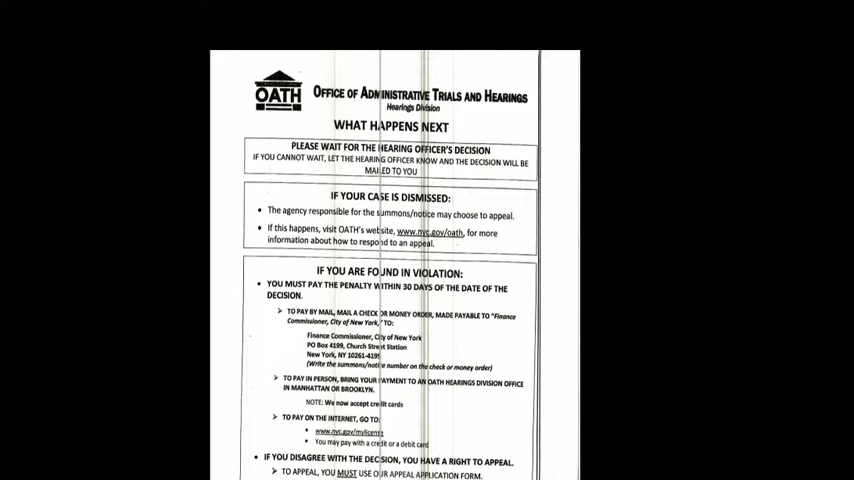 OATH
OFFICE OF ADMINISTRATIVE TRIALS AND HEARINGS
Hearings Division
WHAT HAPPENS NEXT
PLEASE WAIT FOR THE HEARING OFFICER'S DECISION
IF YOU CANNOT WAIT, LET THE HEARING OFFICER KNOW AND THE DECISION WILL BE
MAILED TO YOU
IF YOUR CASE IS DISMISSED:
• The agency responsible for the summons/notice may choose to appeal.
• If this happens, visit OATH's website, www.nyc.gov/oath, for more
information about how to respond to an appeal.
IF YOU ARE FOUND IN VIOLATION:
• YOU MUST PAY THE PENALTY WITHIN 30 DAYS OF THE DATE OF THE
DECISION.
➢ TO PAY BY MAIL, MAIL A CHECK OR MONEY ORDER, MADE PAYABLE TO "Finance
Commissioner, City of New York," TO:
Finance Commissioner, City of New York
PO Box 4199, Church Street Station
New York, NY 10261-4199
(Write the summons/notice number on the check or money order)
➢ TO PAY IN PERSON, BRING YOUR PAYMENT TO AN OATH HEARINGS DIVISION OFFICE
IN MANHATTAN OR BROOKLYN.
NOTE: We now accept credit cards
➢ TO PAY ON THE INTERNET, GO TO:
• www.nyc.gov/mylicense
• You may pay with a credit or a debit card
• IF YOU DISAGREE WITH THE DECISION, YOU HAVE A RIGHT TO APPEAL.
➢ TO APPEAL, YOU MUST USE OUR APPEAL APPLICATION FORM.